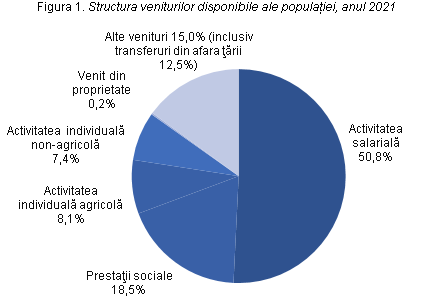 Figura 1. Structura veniturilor disponibile ale populației, anul 2021
Alte venituri 15,0% (inclusiv
transferuri din afara ţării
12,5%)
Venit din
proprietate
0,2%
Activitatea individuală
non-agricolă
7,4%
Activitatea
individuală agricolă
8,1%
Prestaţii sociale
18,5%
Activitatea
salarială
50,8%